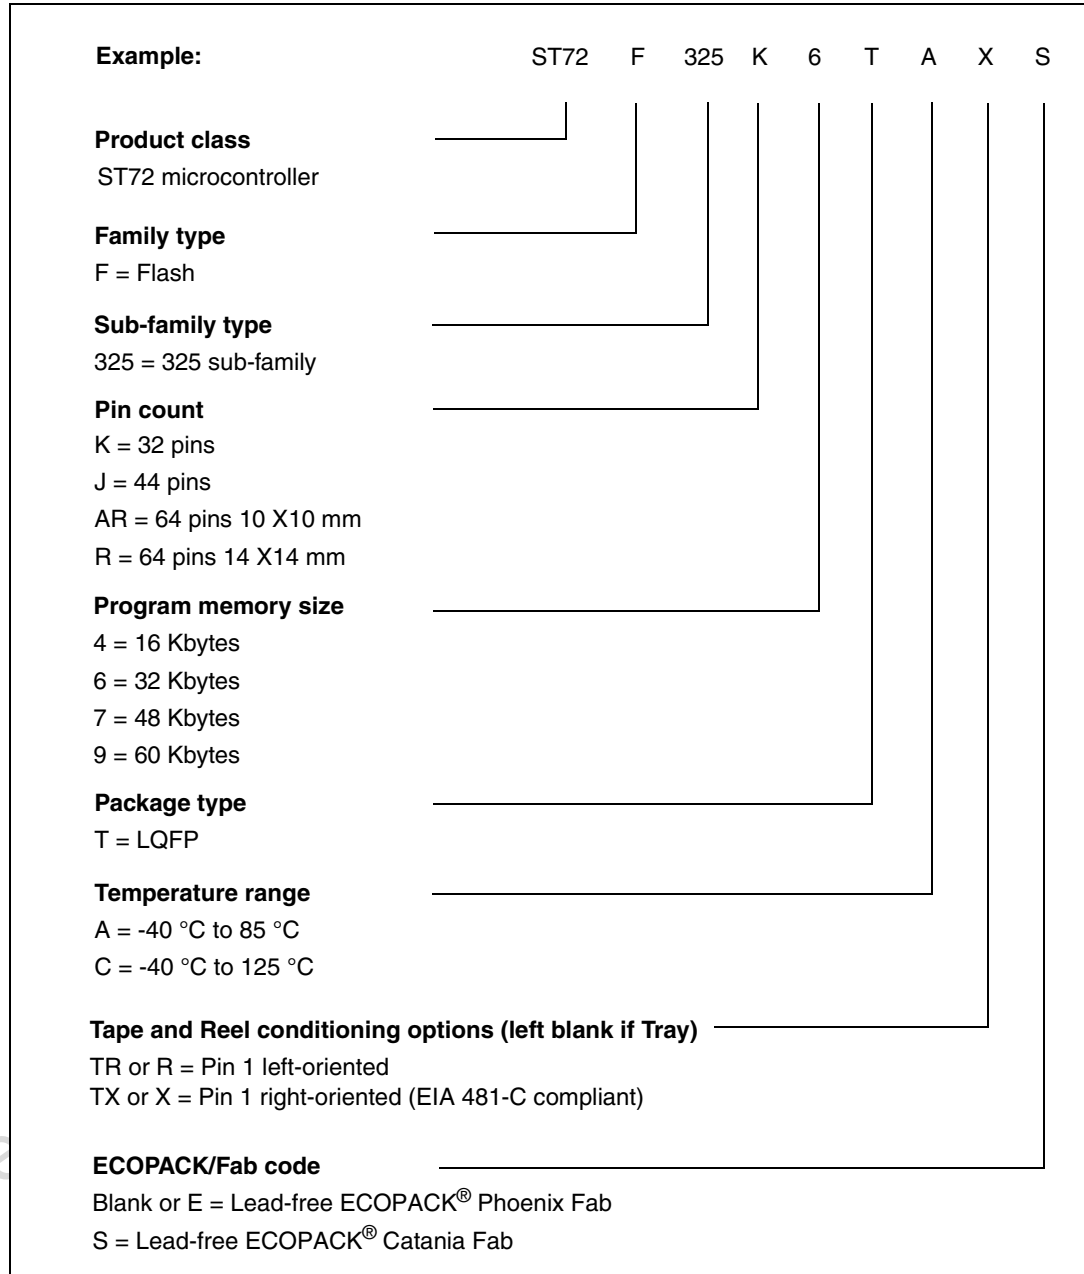 Example: ST72 F 325 K 6 T A X S
Product class
ST72 microcontroller
Family type
F = Flash
Sub-family type
325 = 325 sub-family
Pin count
K = 32 pins
J = 44 pins
AR = 64 pins 10 X10 mm
R = 64 pins 14 X14 mm
Program memory size
4 = 16 Kbytes
6 = 32 Kbytes
7 = 48 Kbytes
9 = 60 Kbytes
Package type
T = LQFP
Temperature range
A = -40 °C to 85 °C
C = -40 °C to 125 °C
Tape and Reel conditioning options (left blank if Tray)
TR or R = Pin 1 left-oriented
TX or X = Pin 1 right-oriented (EIA 481-C compliant)
ECOPACK/Fab code
Blank or E = Lead-free ECOPACK® Phoenix Fab
S = Lead-free ECOPACK® Catania Fab